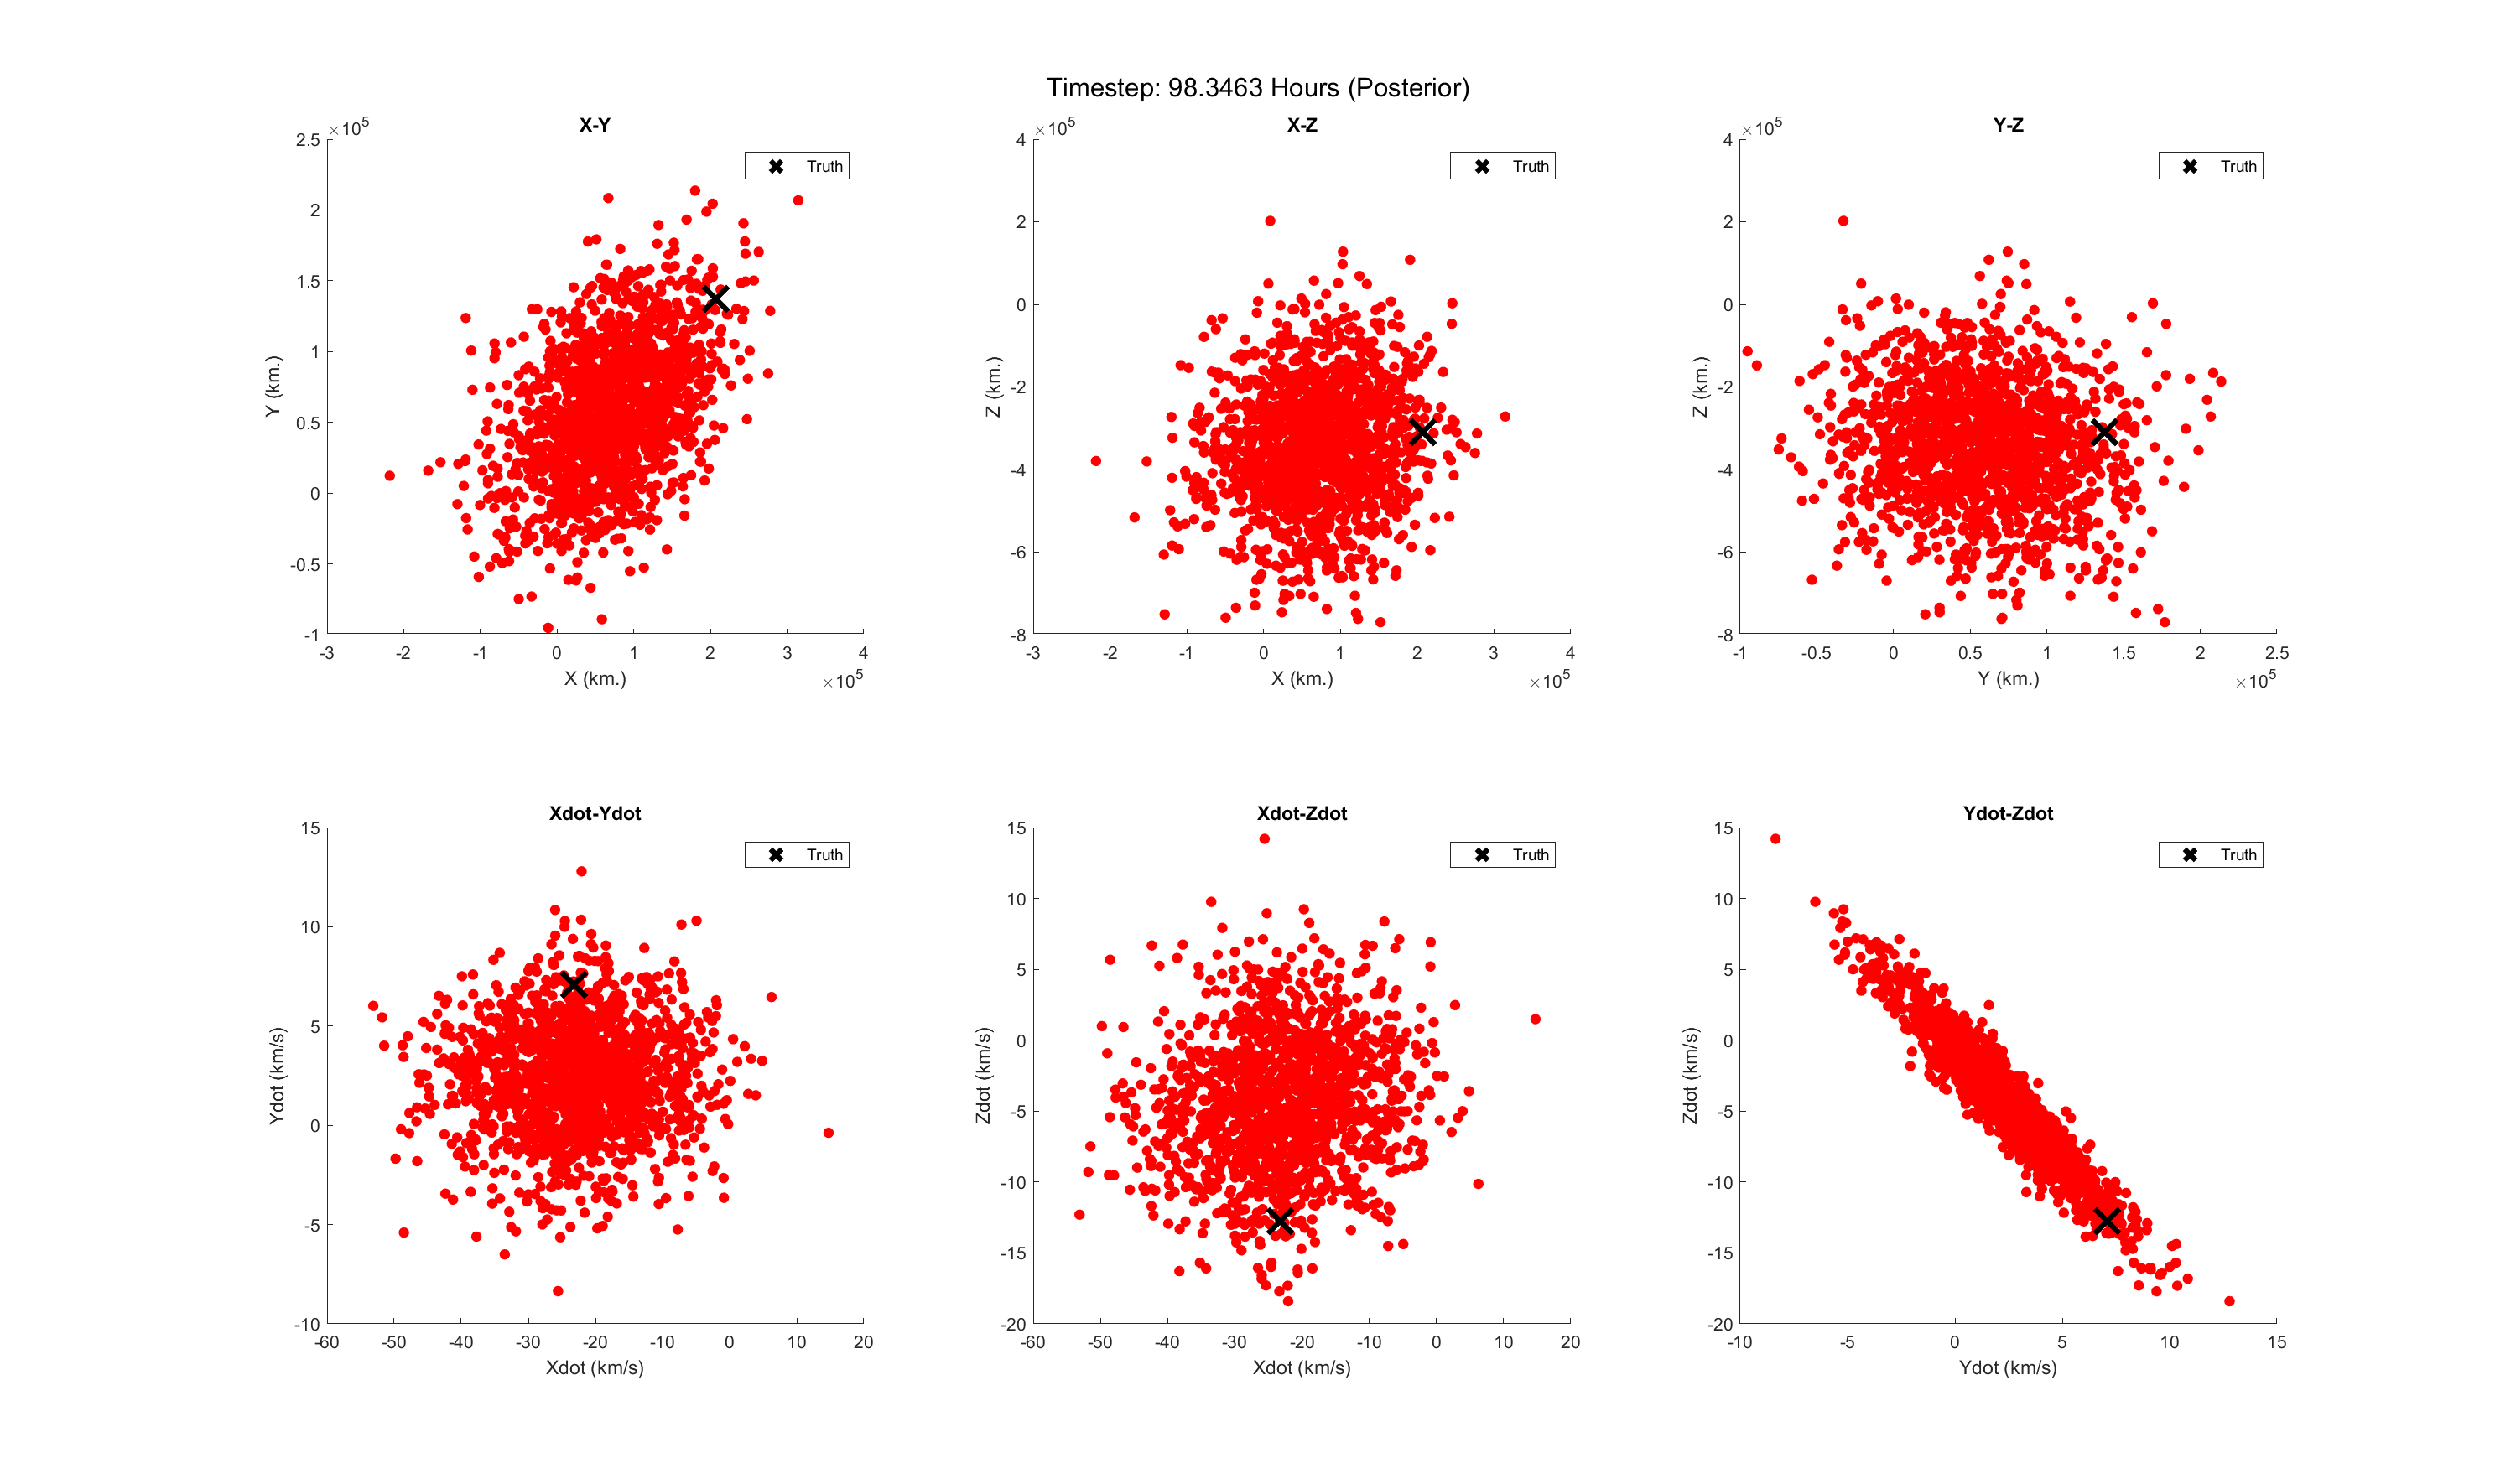 Timestep: 98.3463 Hours (Posterior)
X-Y
×10^5
2.5
2
1.5
1
0.5
0
-0.5
-1
Y (km.)
-3 -2 -1 0 1 2 3 4
X (km.)
×10^5
Truth
X-Z
×10^5
4
2
0
-2
-4
-6
-8
Z (km.)
-3 -2 -1 0 1 2 3 4
X (km.)
×10^5
Truth
Y-Z
×10^5
4
2
0
-2
-4
-6
-8
Z (km.)
-1 -0.5 0 0.5 1 1.5 2 2.5
Y (km.)
×10^5
Truth
Xdot-Ydot
15
10
5
0
-5
-10
Ydot (km/s)
-60 -50 -40 -30 -20 -10 0 10 20
Xdot (km/s)
Truth
Xdot-Zdot
15
10
5
0
-5
-10
-15
-20
Zdot (km/s)
-60 -50 -40 -30 -20 -10 0 10 20
Xdot (km/s)
Truth
Ydot-Zdot
15
10
5
0
-5
-10
-15
-20
Zdot (km/s)
-10 -5 0 5 10 15
Ydot (km/s)
Truth